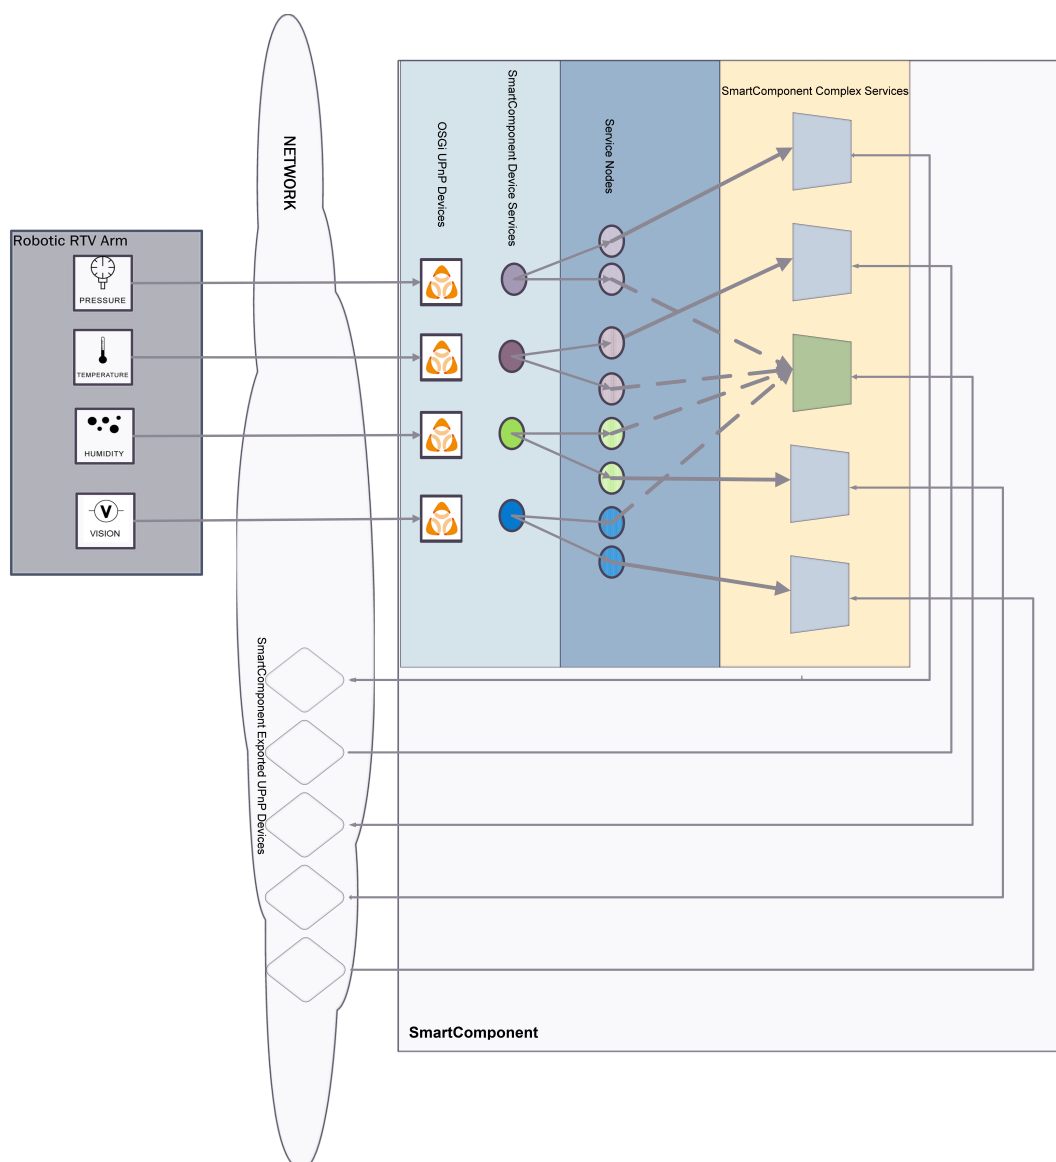 NETWORK
Robotic RTV Arm
PRESSURE
TEMPERATURE
HUMIDITY
V
VISION
OSGi UPnP Devices
SmartComponent Device Services
Service Nodes
SmartComponent Complex Services
SmartComponent Exported UPnP Devices
SmartComponent